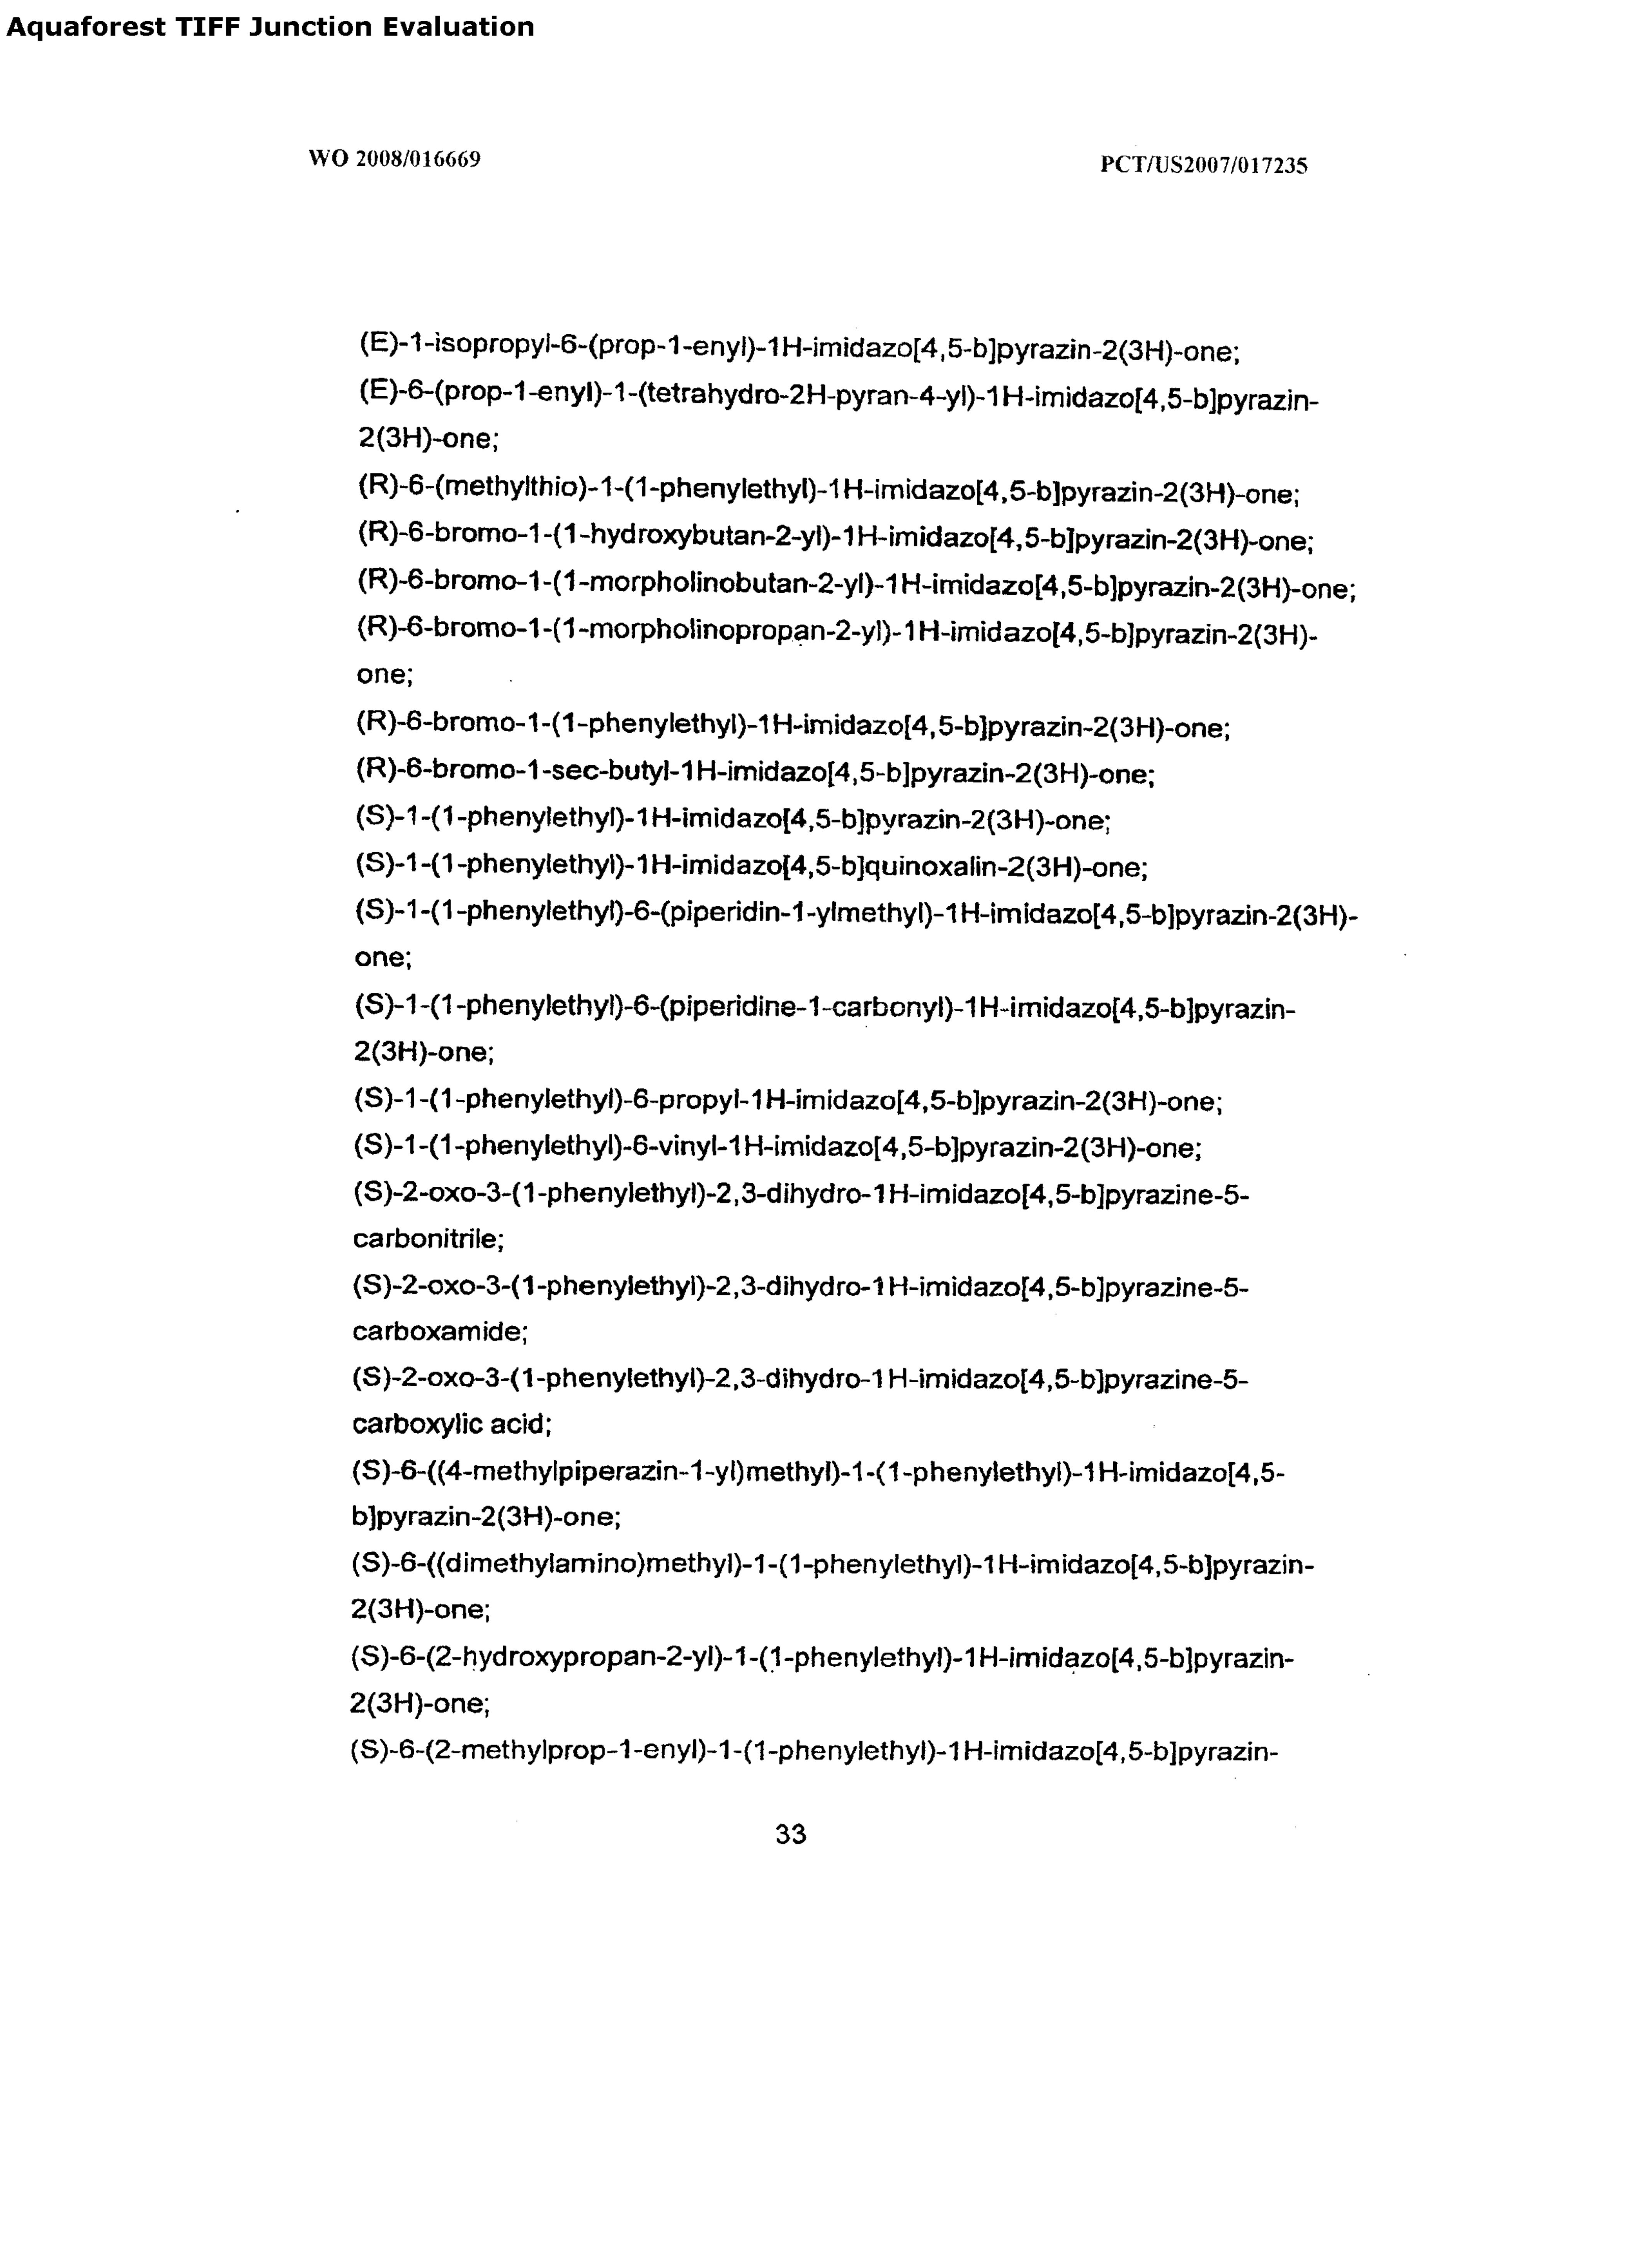 Aquaforest TIFF Junction Evaluation
WO 2008/016669
PCT/US2007/017235
(E)-1-isopropyl-6-(prop-1-enyl)-1H-imidazo[4,5-b]pyrazin-2(3H)-one;
(E)-6-(prop-1-enyl)-1-(tetrahydro-2H-pyran-4-yl)-1H-imidazo[4,5-b]pyrazin-
2(3H)-one;
(R)-6-(methylthio)-1-(1-phenylethyl)-1H-imidazo[4,5-b]pyrazin-2(3H)-one;
(R)-6-bromo-1-(1-hydroxybutan-2-yl)-1H-imidazo[4,5-b]pyrazin-2(3H)-one;
(R)-6-bromo-1-(1-morpholinobutan-2-yl)-1H-imidazo[4,5-b]pyrazin-2(3H)-one;
(R)-6-bromo-1-(1-morpholinopropan-2-yl)-1H-imidazo[4,5-b]pyrazin-2(3H)-
one;
(R)-6-bromo-1-(1-phenylethyl)-1H-imidazo[4,5-b]pyrazin-2(3H)-one;
(R)-6-bromo-1-sec-butyl-1H-imidazo[4,5-b]pyrazin-2(3H)-one;
(S)-1-(1-phenylethyl)-1H-imidazo[4,5-b]pyrazin-2(3H)-one;
(S)-1-(1-phenylethyl)-1H-imidazo[4,5-b]quinoxalin-2(3H)-one;
(S)-1-(1-phenylethyl)-6-(piperidin-1-ylmethyl)-1H-imidazo[4,5-b]pyrazin-2(3H)-
one;
(S)-1-(1-phenylethyl)-6-(piperidine-1-carbonyl)-1H-imidazo[4,5-b]pyrazin-
2(3H)-one;
(S)-1-(1-phenylethyl)-6-propyl-1H-imidazo[4,5-b]pyrazin-2(3H)-one;
(S)-1-(1-phenylethyl)-6-vinyl-1H-imidazo[4,5-b]pyrazin-2(3H)-one;
(S)-2-oxo-3-(1-phenylethyl)-2,3-dihydro-1H-imidazo[4,5-b]pyrazine-5-
carbonitrile;
(S)-2-oxo-3-(1-phenylethyl)-2,3-dihydro-1H-imidazo[4,5-b]pyrazine-5-
carboxamide;
(S)-2-oxo-3-(1-phenylethyl)-2,3-dihydro-1H-imidazo[4,5-b]pyrazine-5-
carboxylic acid;
(S)-6-((4-methylpiperazin-1-yl)methyl)-1-(1-phenylethyl)-1H-imidazo[4,5-
b]pyrazin-2(3H)-one;
(S)-6-((dimethylamino)methyl)-1-(1-phenylethyl)-1H-imidazo[4,5-b]pyrazin-
2(3H)-one;
(S)-6-(2-hydroxypropan-2-yl)-1-(1-phenylethyl)-1H-imidazo[4,5-b]pyrazin-
2(3H)-one;
(S)-6-(2-methylprop-1-enyl)-1-(1-phenylethyl)-1H-imidazo[4,5-b]pyrazin-
33